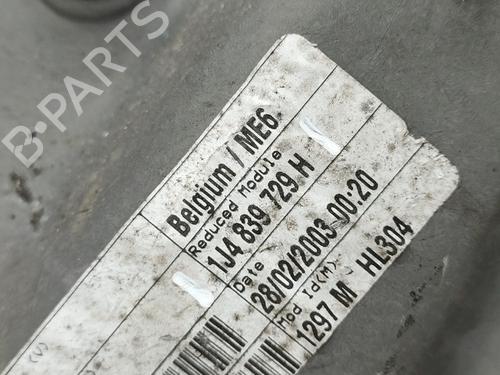 Belgium / ME6
Reduced Module
1J4 839 729 H
Date
28/02/2003 00:20
Mod Id(M)
1297 M HL304
(V)
B-PARTS